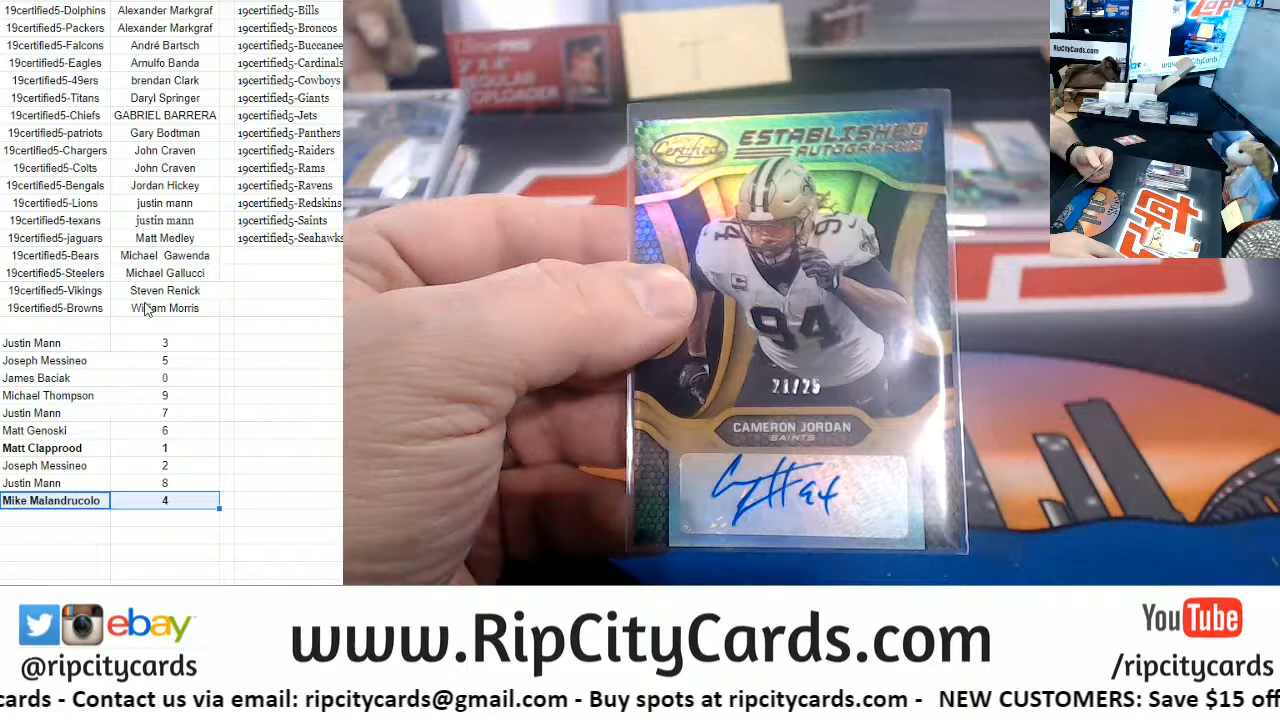 19certified5-Dolphins Alexander Markgraf 19certified5-Bills
19certified5-Packers Alexander Markgraf 19certified5-Broncos
19certified5-Falcons André Bartsch 19certified5-Buccanee
19certified5-Eagles Arnulfo Banda 19certified5-Cardinals
19certified5-49ers brendan Clark 19certified5-Cowboys
19certified5-Titans Daryl Springer 19certified5-Giants
19certified5-Chiefs GABRIEL BARRERA 19certified5-Jets
19certified5-patriots Gary Bodtman 19certified5-Panthers
19certified5-Chargers John Craven 19certified5-Raiders
19certified5-Colts John Craven 19certified5-Rams
19certified5-Bengals Jordan Hickey 19certified5-Ravens
19certified5-Lions justin mann 19certified5-Redskins
19certified5-texans justin mann 19certified5-Saints
19certified5-jaguars Matt Medley 19certified5-Seahawks
19certified5-Bears Michael Gawenda
19certified5-Steelers Michael Gallucci
19certified5-Vikings Steven Renick
19certified5-Browns William Morris
Justin Mann 3
Joseph Messineo 5
James Baciak 0
Michael Thompson 9
Justin Mann 7
Matt Genoski 6
Matt Clapprood 1
Joseph Messineo 2
Justin Mann 8
Mike Malandrucolo 4
Certified
ESTABLISHED
AUTOGRAPHS
94
94
21/25
CAMERON JORDAN
SAINTS
94
RipCity.com
ebay
@ripcitycards
www.RipCityCards.com
YouTube
/ripcitycards
cards - Contact us via email: ripcitycards@gmail.com - Buy spots at ripcitycards.com - NEW CUSTOMERS: Save $15 off